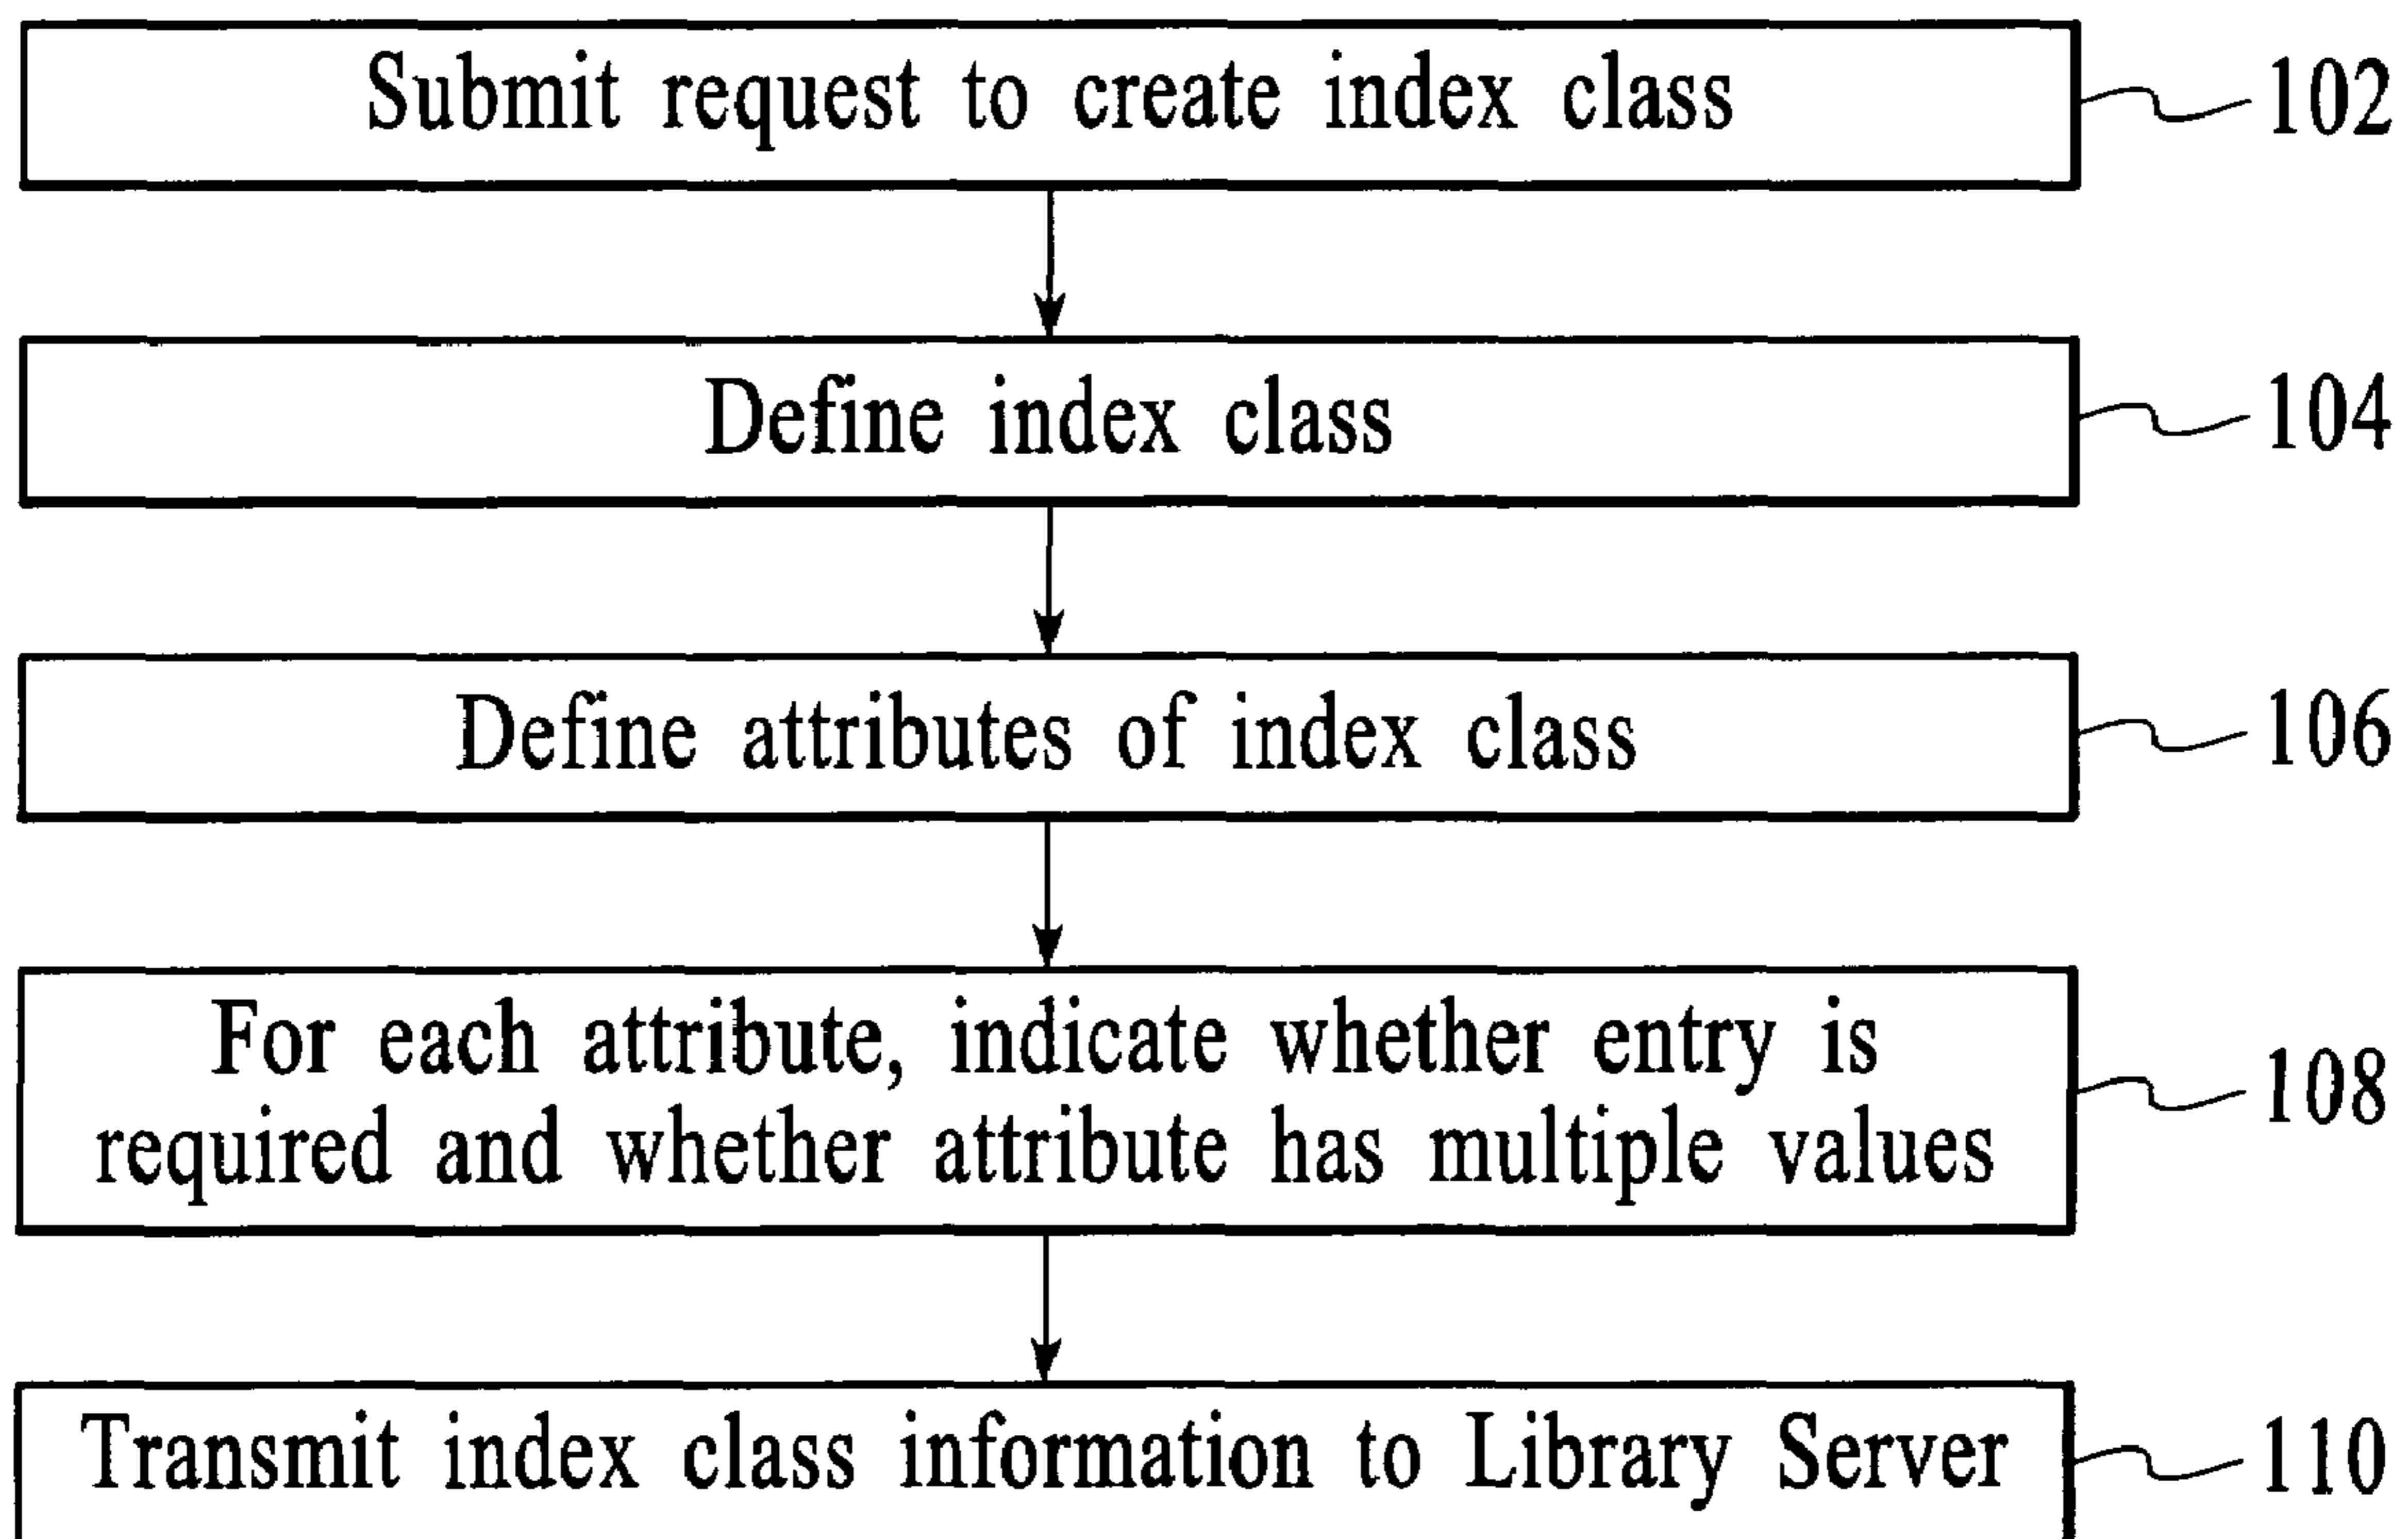 Submit request to create index class
102
Define index class
104
Define attributes of index class
106
For each attribute, indicate whether entry is
required and whether attribute has multiple values
108
Transmit index class information to Library Server
110